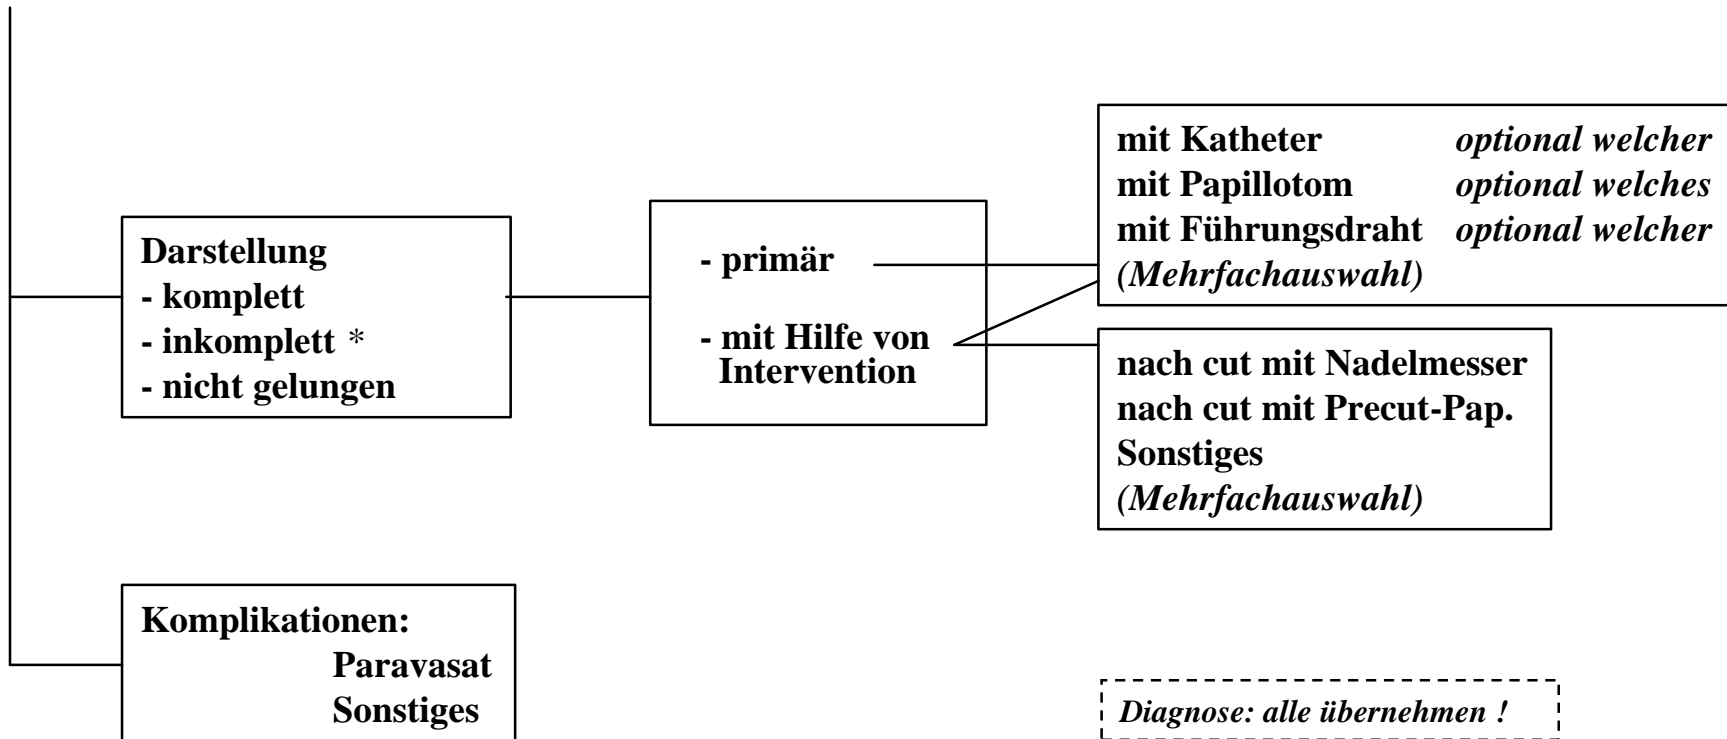 Darstellung
- komplett
- inkomplett *
- nicht gelungen
- primär
- mit Hilfe von
Intervention
mit Katheter optional welcher
mit Papillotom optional welches
mit Führungsdraht optional welcher
(Mehrfachauswahl)
nach cut mit Nadelmesser
nach cut mit Precut-Pap.
Sonstiges
(Mehrfachauswahl)
Komplikationen:
Paravasat
Sonstiges
Diagnose: alle übernehmen !